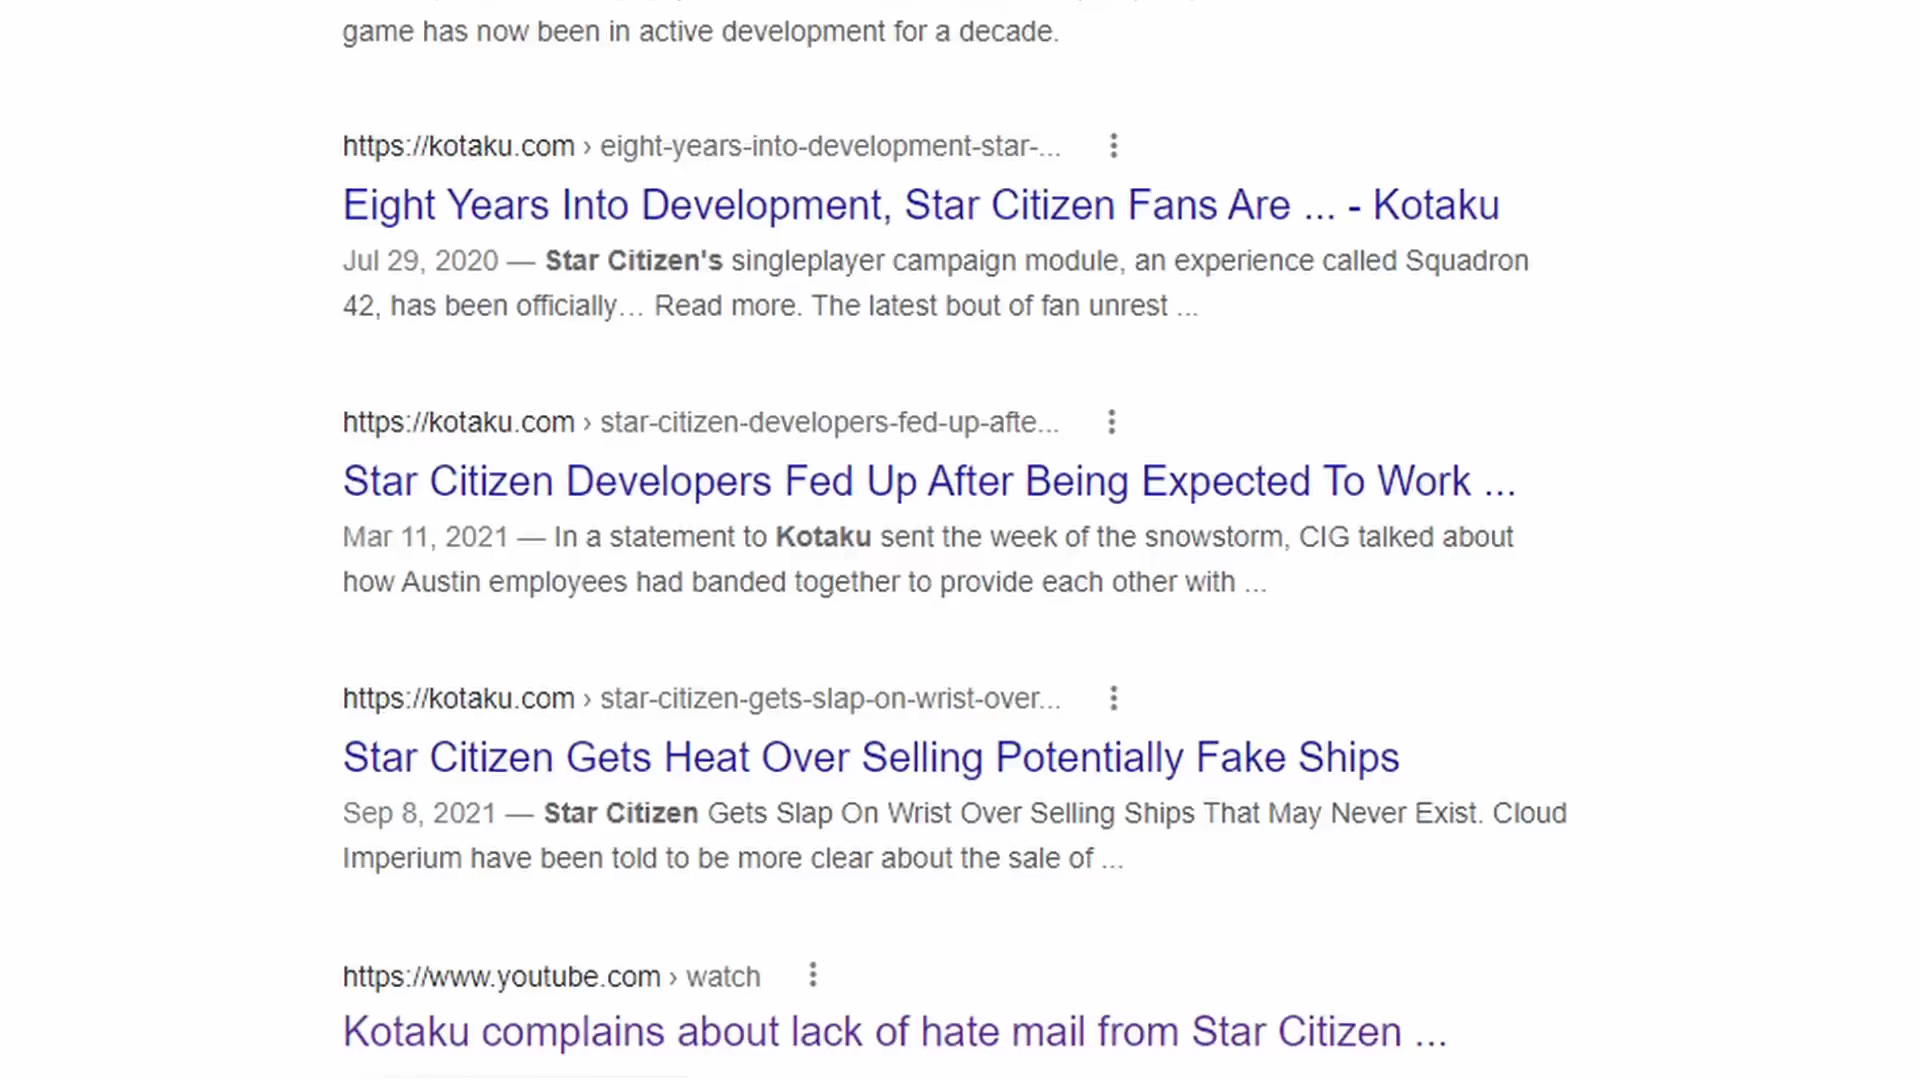 game has now been in active development for a decade.
https://kotaku.com › eight-years-into-development-star-...
Eight Years Into Development, Star Citizen Fans Are ... - Kotaku
Jul 29, 2020 — Star Citizen's singleplayer campaign module, an experience called Squadron
42, has been officially… Read more. The latest bout of fan unrest ...
https://kotaku.com › star-citizen-developers-fed-up-afte...
Star Citizen Developers Fed Up After Being Expected To Work ...
Mar 11, 2021 — In a statement to Kotaku sent the week of the snowstorm, CIG talked about
how Austin employees had banded together to provide each other with ...
https://kotaku.com › star-citizen-gets-slap-on-wrist-over...
Star Citizen Gets Heat Over Selling Potentially Fake Ships
Sep 8, 2021 — Star Citizen Gets Slap On Wrist Over Selling Ships That May Never Exist. Cloud
Imperium have been told to be more clear about the sale of ...
https://www.youtube.com › watch
Kotaku complains about lack of hate mail from Star Citizen ...